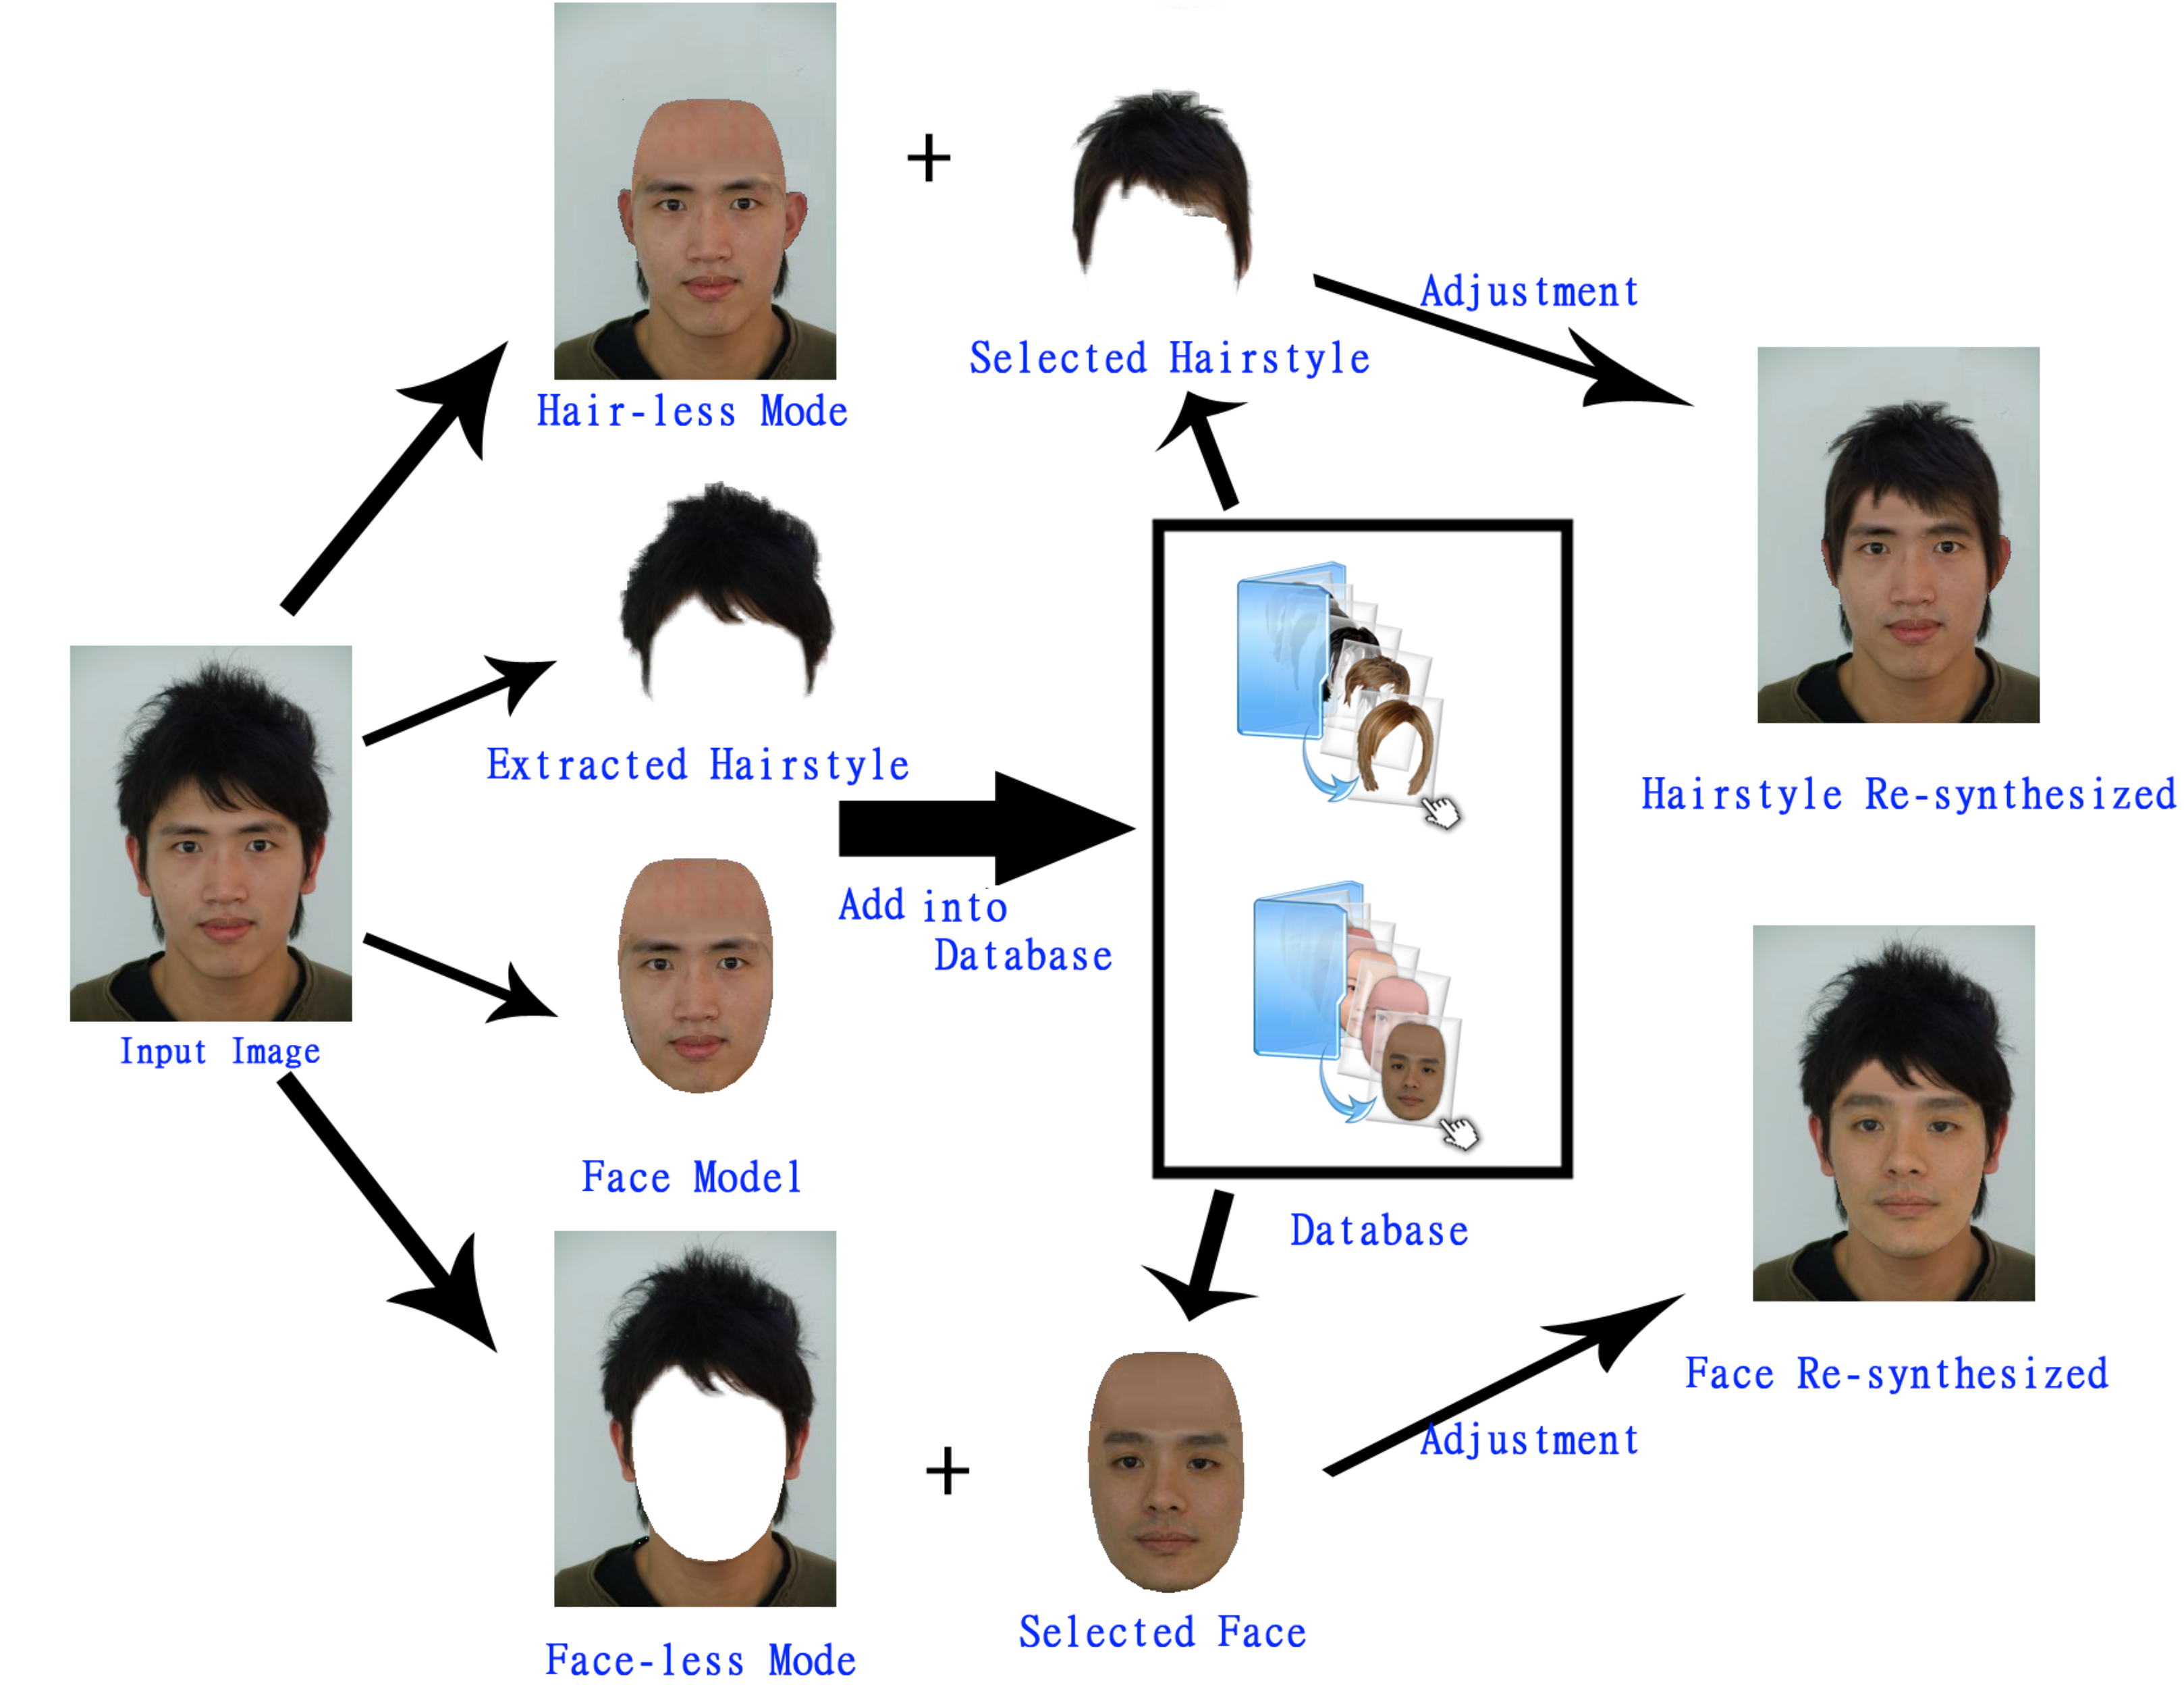 Hair-less Mode
+
Selected Hairstyle
Adjustment
Extracted Hairstyle
Hairstyle Re-synthesized
Add into
Database
Input Image
Face Model
Database
Face Re-synthesized
Adjustment
+
Selected Face
Face-less Mode